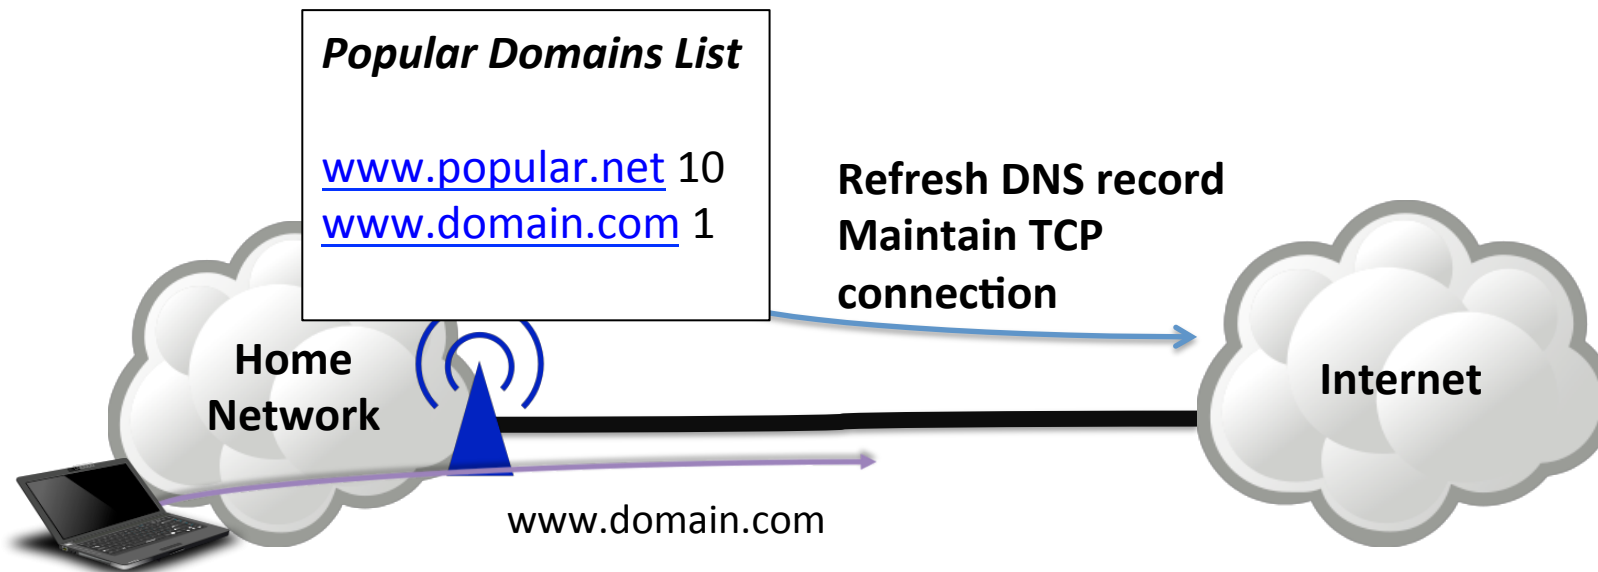 Popular Domains List
www.popular.net 10
www.domain.com 1
Refresh DNS record
Maintain TCP
connection
Home
Network
Internet
www.domain.com